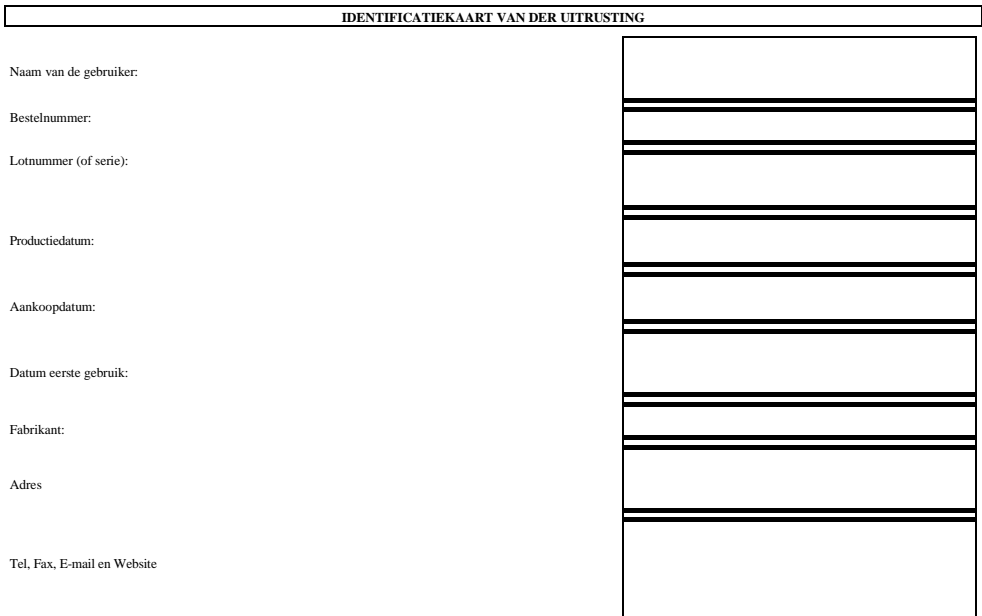 IDENTIFICATIEKAART VAN DER UITRUSTING
Naam van de gebruiker:
Bestelnummer:
Lotnummer (of serie):
Productiedatum:
Aankoopdatum:
Datum eerste gebruik:
Fabrikant:
Adres
Tel, Fax, E-mail en Website